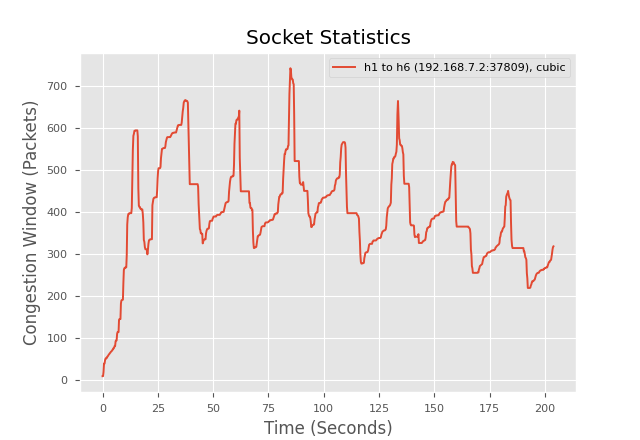 Socket Statistics
h1 to h6 (192.168.7.2:37809), cubic
Congestion Window (Packets)
700
600
500
400
300
200
100
0
0 25 50 75 100 125 150 175 200
Time (Seconds)